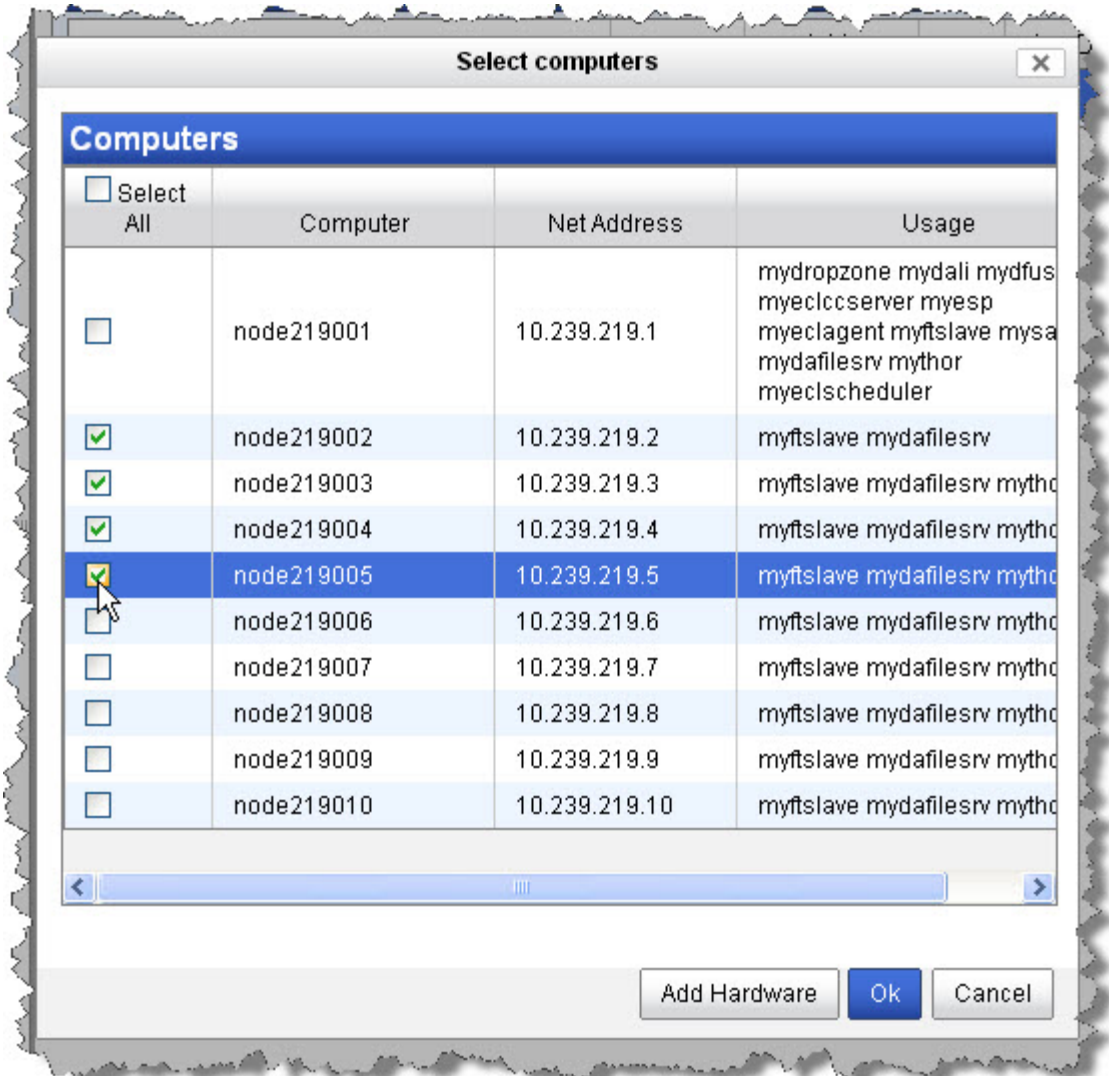 Select computers
Computers
Select All
Computer
Net Address
Usage
node219001
10.239.219.1
mydropzone mydali mydfus
myeclccserver myesp
myeclagent myftslave mysa
mydafilesrv mythor
myeclscheduler
node219002 10.239.219.2 myftslave mydafilesrv
node219003 10.239.219.3 myftslave mydafilesrv mytho
node219004 10.239.219.4 myftslave mydafilesrv mytho
node219005 10.239.219.5 myftslave mydafilesrv mytho
node219006 10.239.219.6 myftslave mydafilesrv mytho
node219007 10.239.219.7 myftslave mydafilesrv mytho
node219008 10.239.219.8 myftslave mydafilesrv mytho
node219009 10.239.219.9 myftslave mydafilesrv mytho
node219010 10.239.219.10 myftslave mydafilesrv mytho
Add Hardware Ok Cancel